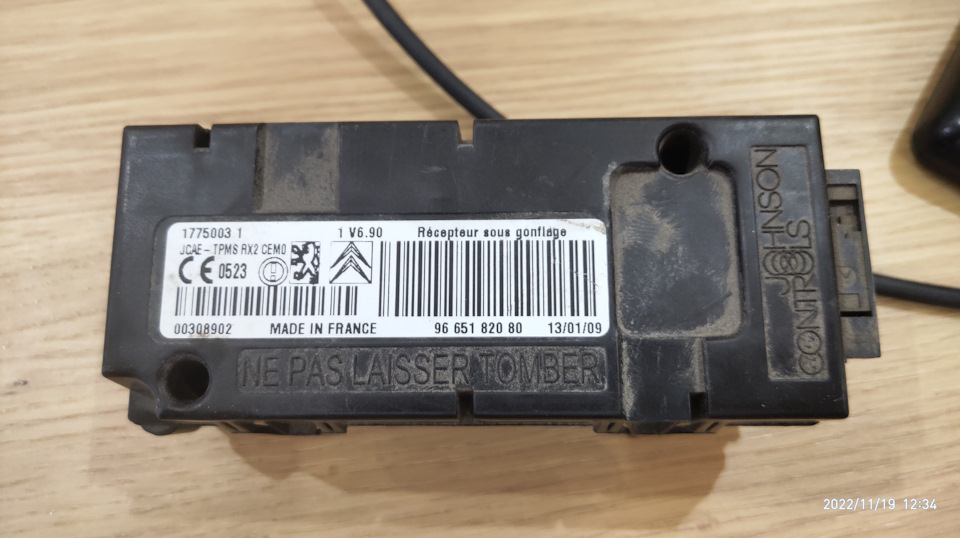 1775003 1 1 V6.90 Récepteur sous gonflage
JCAE - TPMS RX2 CEM0
CE 0523
00308902 MADE IN FRANCE 96 651 820 80 13/01/09
NE PAS LAISSER TOMBER
JOHNSON
CONTROLS
2022/11/19 12:34